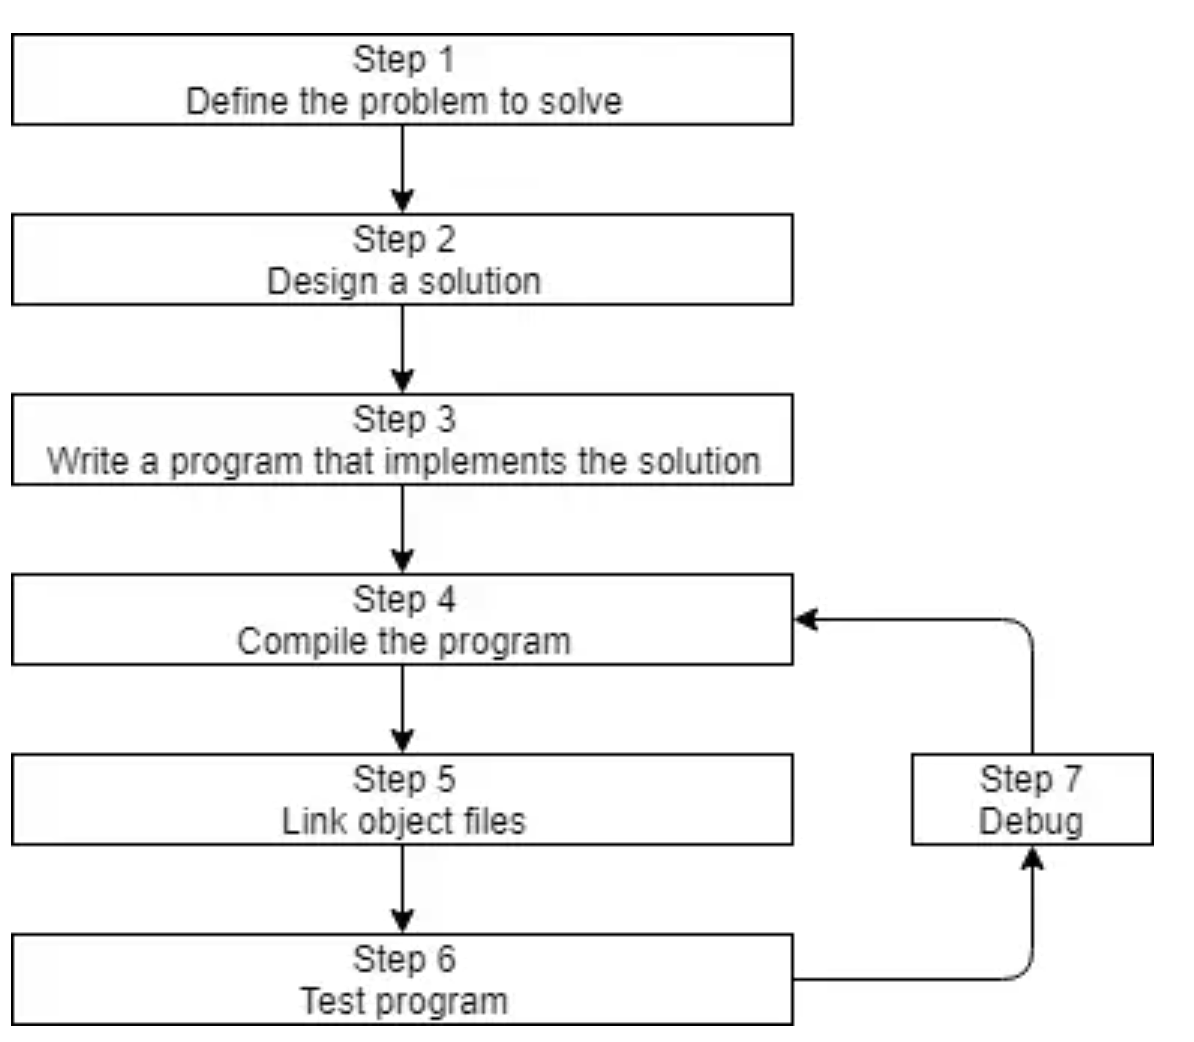 Step 1
Define the problem to solve
Step 2
Design a solution
Step 3
Write a program that implements the solution
Step 4
Compile the program
Step 5
Link object files
Step 7
Debug
Step 6
Test program